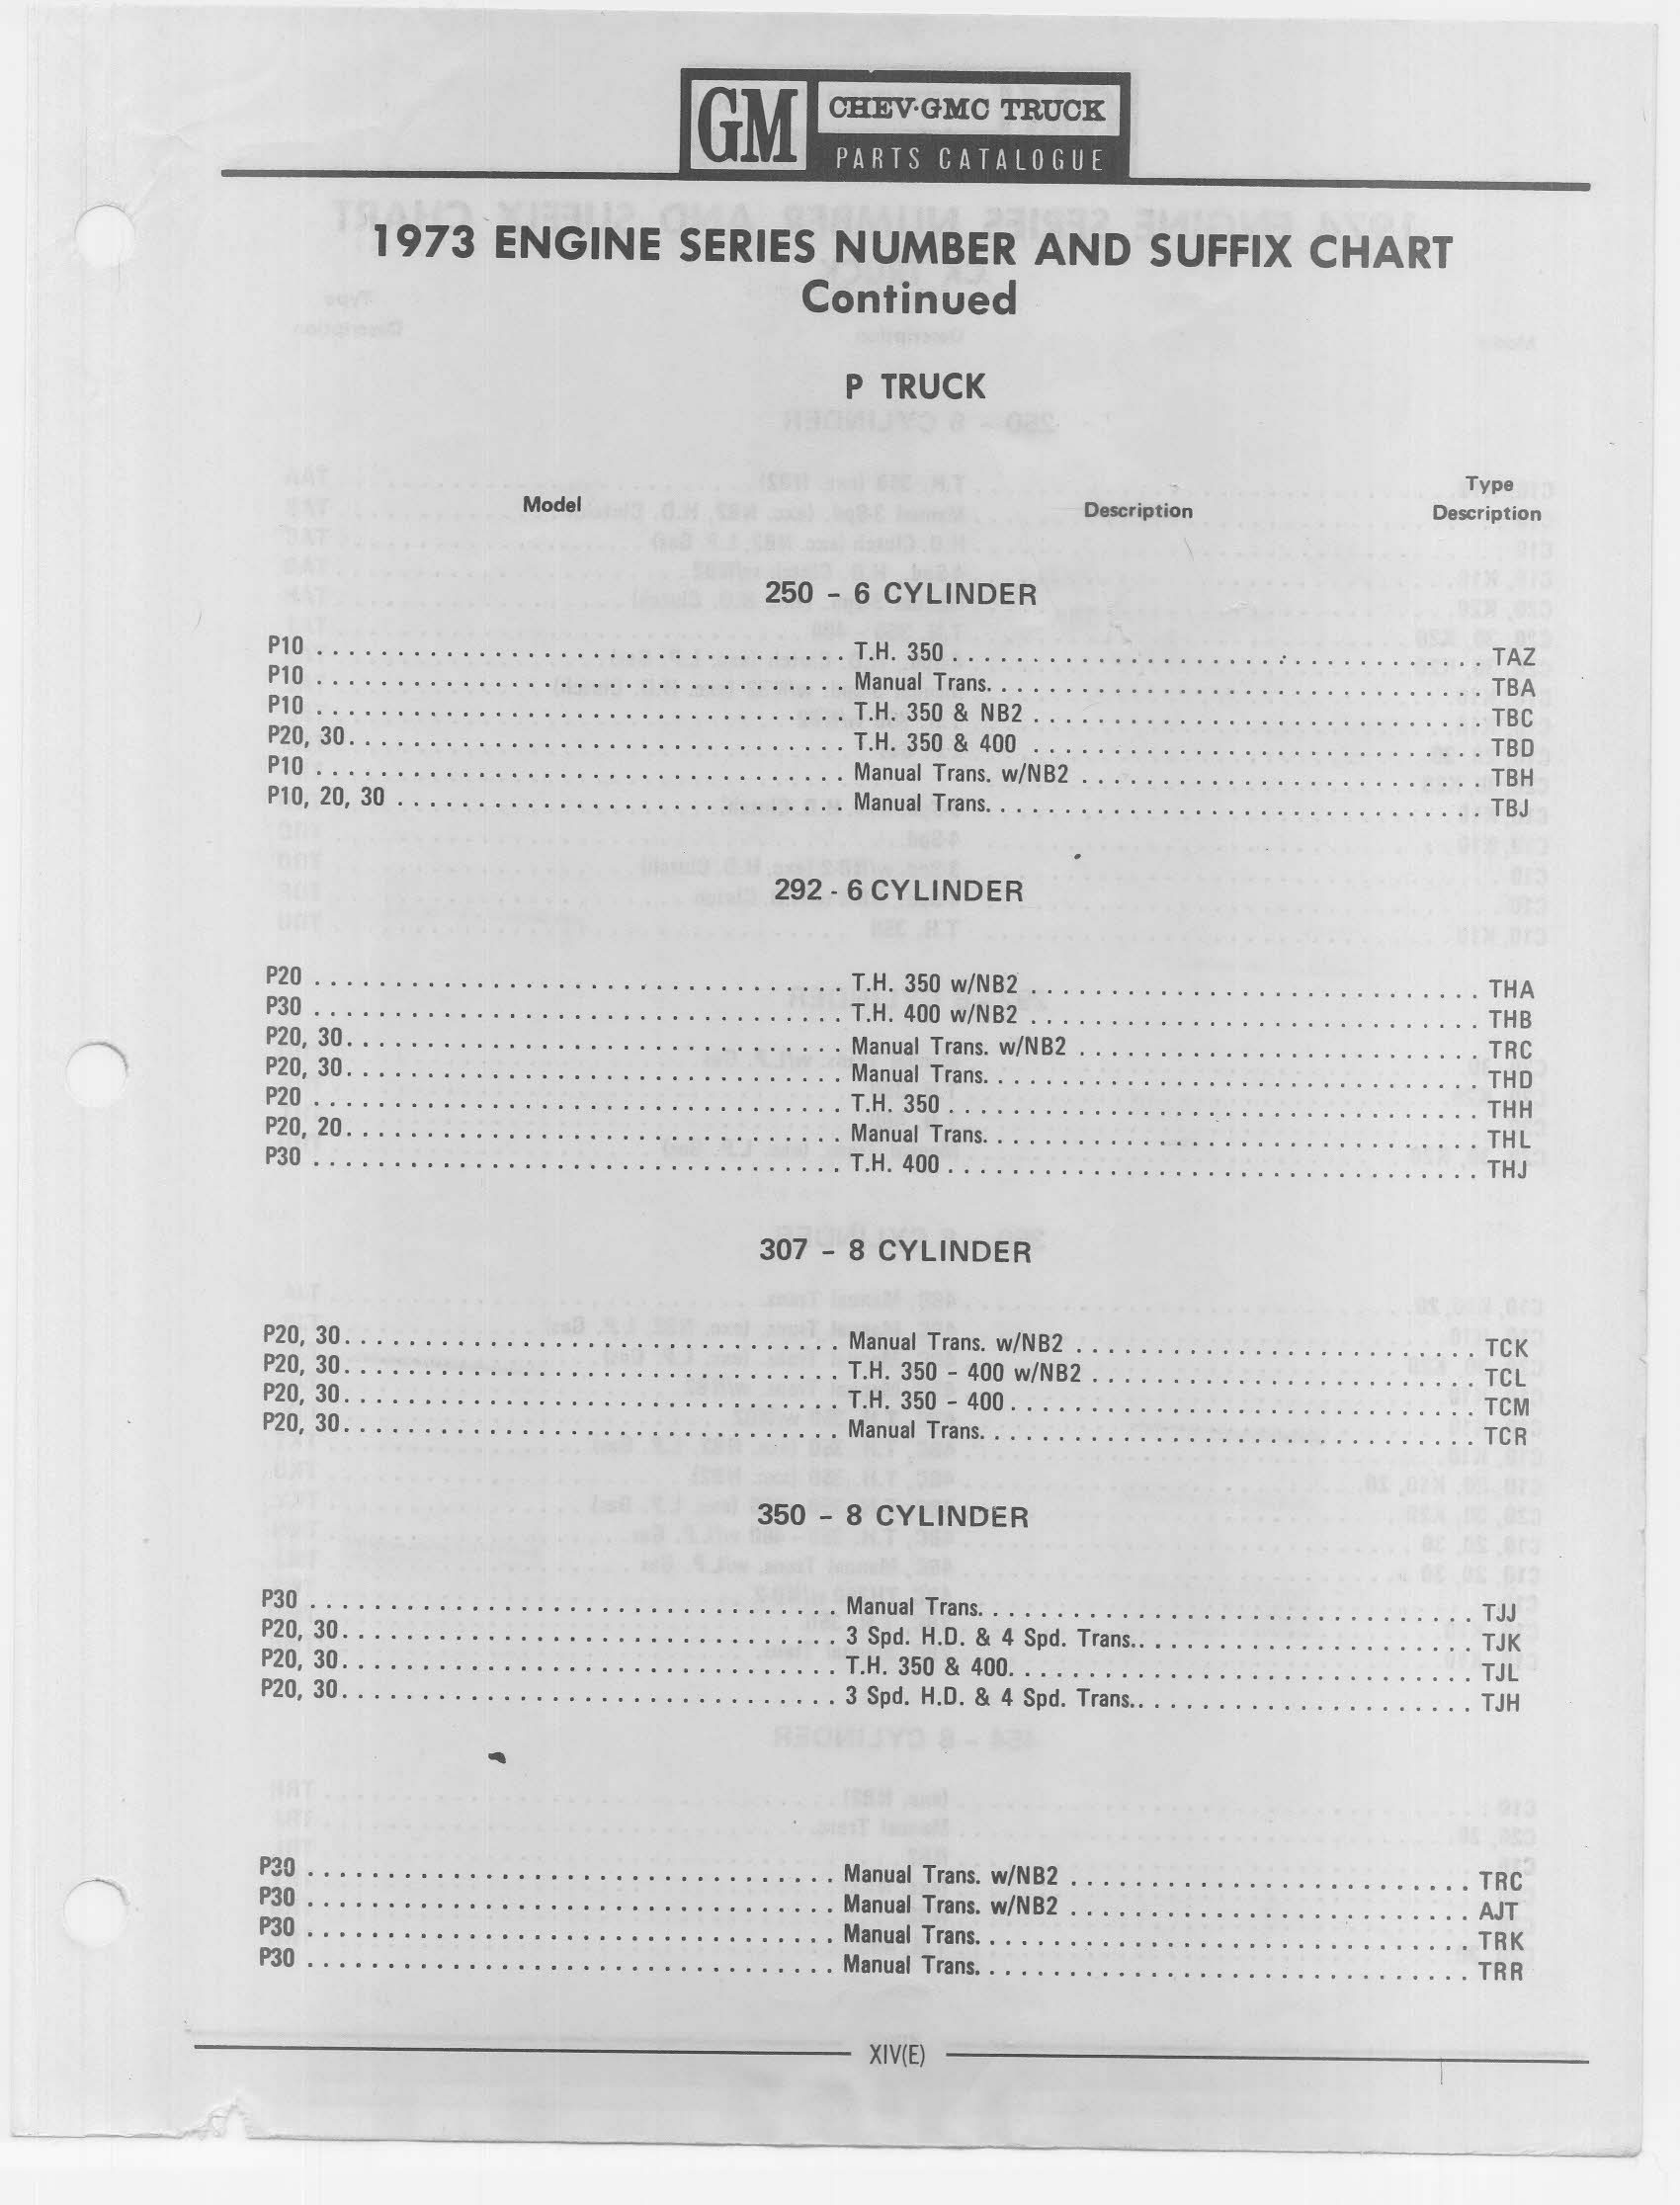 GM CHEV-GMC TRUCK
PARTS CATALOGUE
1973 ENGINE SERIES NUMBER AND SUFFIX CHART
Continued
P TRUCK
Model Description Type Description
250 - 6 CYLINDER
P10 T.H. 350 TAZ
P10 Manual Trans. TBA
P10 T.H. 350 & NB2 TBC
P20, 30 T.H. 350 & 400 TBD
P10 Manual Trans. w/NB2 TBH
P10, 20, 30 Manual Trans. TBJ
292 - 6 CYLINDER
P20 T.H. 350 w/NB2 THA
P30 T.H. 400 w/NB2 THB
P20, 30 Manual Trans. w/NB2 TRC
P20, 30 Manual Trans. THD
P20 T.H. 350 THH
P20, 20 Manual Trans. THL
P30 T.H. 400 THJ
307 - 8 CYLINDER
P20, 30 Manual Trans. w/NB2 TCK
P20, 30 T.H. 350 - 400 w/NB2 TCL
P20, 30 T.H. 350 - 400 TCM
P20, 30 Manual Trans. TCR
350 - 8 CYLINDER
P30 Manual Trans. TJJ
P20, 30 3 Spd. H.D. & 4 Spd. Trans. TJK
P20, 30 T.H. 350 & 400 TJL
P20, 30 3 Spd. H.D. & 4 Spd. Trans. TJH
P30 Manual Trans. w/NB2 TRC
P30 Manual Trans. w/NB2 AJT
P30 Manual Trans. TRK
P30 Manual Trans. TRR
XIV(E)